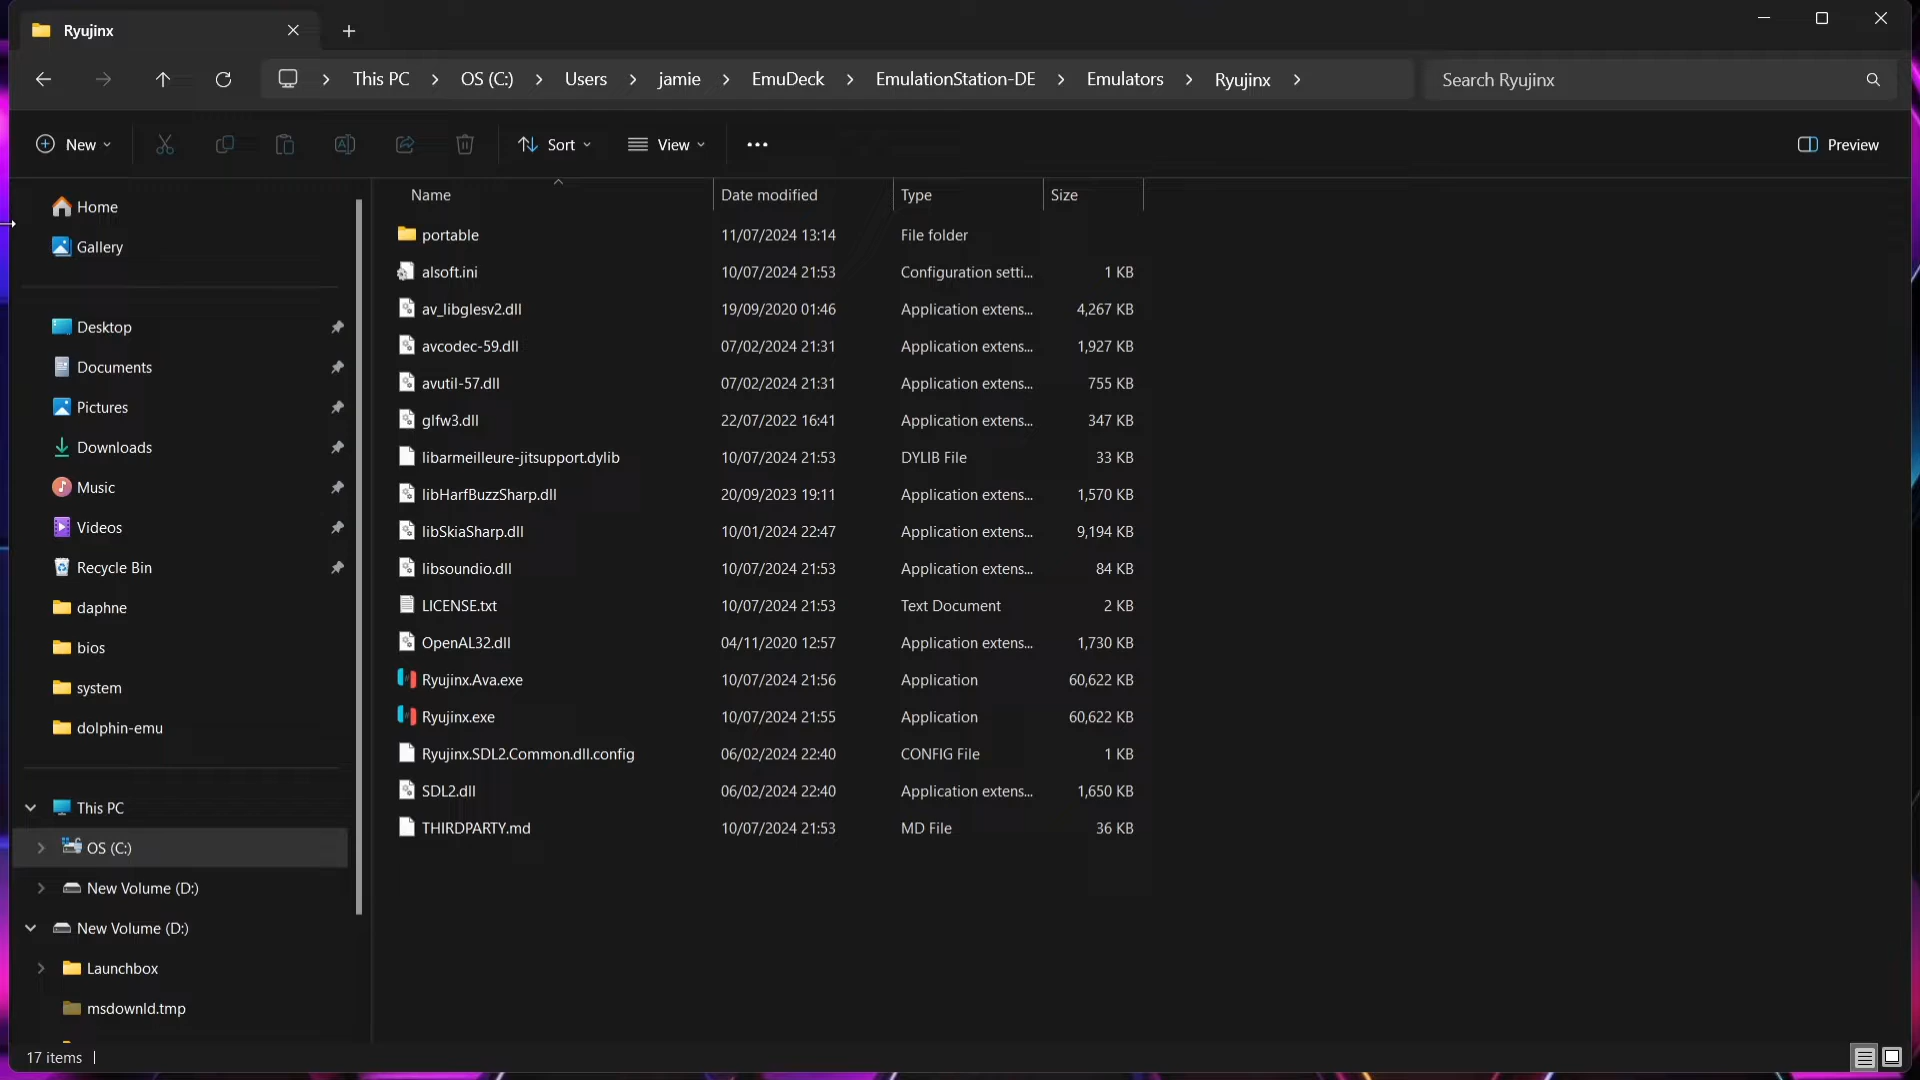 Ryujinx
This PC > OS (C:) > Users > jamie > EmuDeck > EmulationStation-DE > Emulators > Ryujinx >
Search Ryujinx
New
Sort
View
Preview
Home
Gallery
Desktop
Documents
Pictures
Downloads
Music
Videos
Recycle Bin
daphne
bios
system
dolphin-emu
This PC
OS (C:)
New Volume (D:)
New Volume (D:)
Launchbox
msdownld.tmp
Name Date modified Type Size
portable 11/07/2024 13:14 File folder
alsoft.ini 10/07/2024 21:53 Configuration setti... 1 KB
av_libglesv2.dll 19/09/2020 01:46 Application extens... 4,267 KB
avcodec-59.dll 07/02/2024 21:31 Application extens... 1,927 KB
avutil-57.dll 07/02/2024 21:31 Application extens... 755 KB
glfw3.dll 22/07/2022 16:41 Application extens... 347 KB
libarmeilleure-jitsupport.dylib 10/07/2024 21:53 DYLIB File 33 KB
libHarfBuzzSharp.dll 20/09/2023 19:11 Application extens... 1,570 KB
libSkiaSharp.dll 10/01/2024 22:47 Application extens... 9,194 KB
libsoundio.dll 10/07/2024 21:53 Application extens... 84 KB
LICENSE.txt 10/07/2024 21:53 Text Document 2 KB
OpenAL32.dll 04/11/2020 12:57 Application extens... 1,730 KB
Ryujinx.Ava.exe 10/07/2024 21:56 Application 60,622 KB
Ryujinx.exe 10/07/2024 21:55 Application 60,622 KB
Ryujinx.SDL2.Common.dll.config 06/02/2024 22:40 CONFIG File 1 KB
SDL2.dll 06/02/2024 22:40 Application extens... 1,650 KB
THIRDPARTY.md 10/07/2024 21:53 MD File 36 KB
17 items